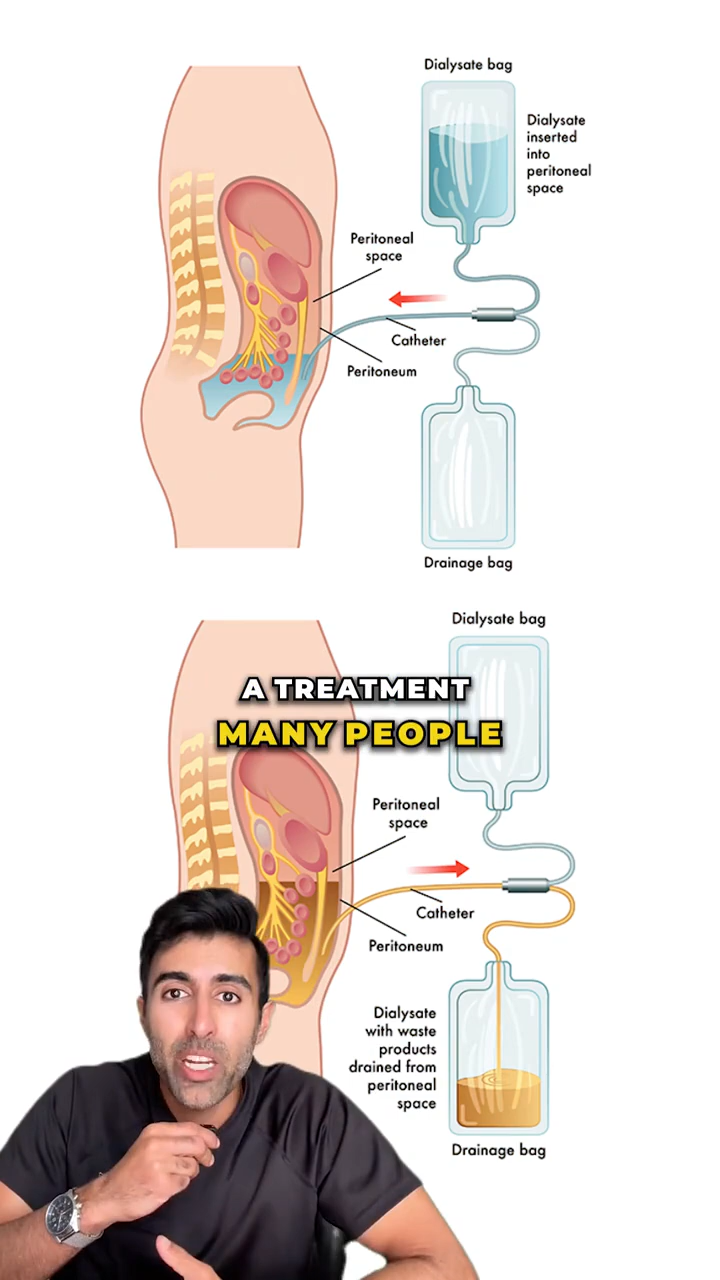 Dialysate bag
Dialysate
inserted
into
peritoneal
space
Peritoneal
space
Catheter
Peritoneum
Drainage bag
Dialysate bag
A TREATMENT
MANY PEOPLE
Peritoneal
space
Catheter
Peritoneum
Dialysate
with waste
products
drained from
peritoneal
space
Drainage bag